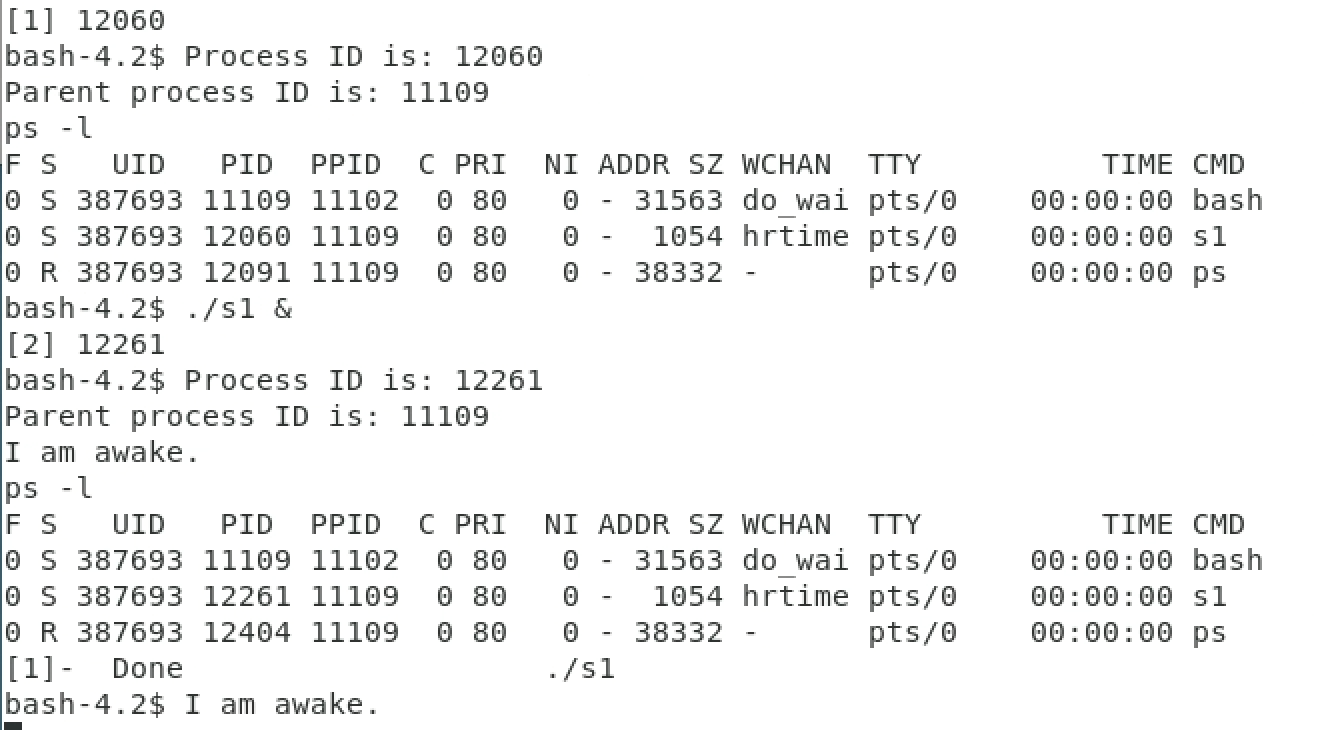 [1] 12060
bash-4.2$ Process ID is: 12060
Parent process ID is: 11109
ps -l
F S   UID   PID  PPID  C PRI  NI ADDR SZ WCHAN  TTY          TIME CMD
0 S 387693 11109 11102  0 80   0 - 31563 do_wai pts/0    00:00:00 bash
0 S 387693 12060 11109  0 80   0 -  1054 hrtime pts/0    00:00:00 s1
0 R 387693 12091 11109  0 80   0 - 38332 -      pts/0    00:00:00 ps
bash-4.2$ ./s1 &
[2] 12261
bash-4.2$ Process ID is: 12261
Parent process ID is: 11109
I am awake.
ps -l
F S   UID   PID  PPID  C PRI  NI ADDR SZ WCHAN  TTY          TIME CMD
0 S 387693 11109 11102  0 80   0 - 31563 do_wai pts/0    00:00:00 bash
0 S 387693 12261 11109  0 80   0 -  1054 hrtime pts/0    00:00:00 s1
0 R 387693 12404 11109  0 80   0 - 38332 -      pts/0    00:00:00 ps
[1]-  Done                    ./s1
bash-4.2$ I am awake.